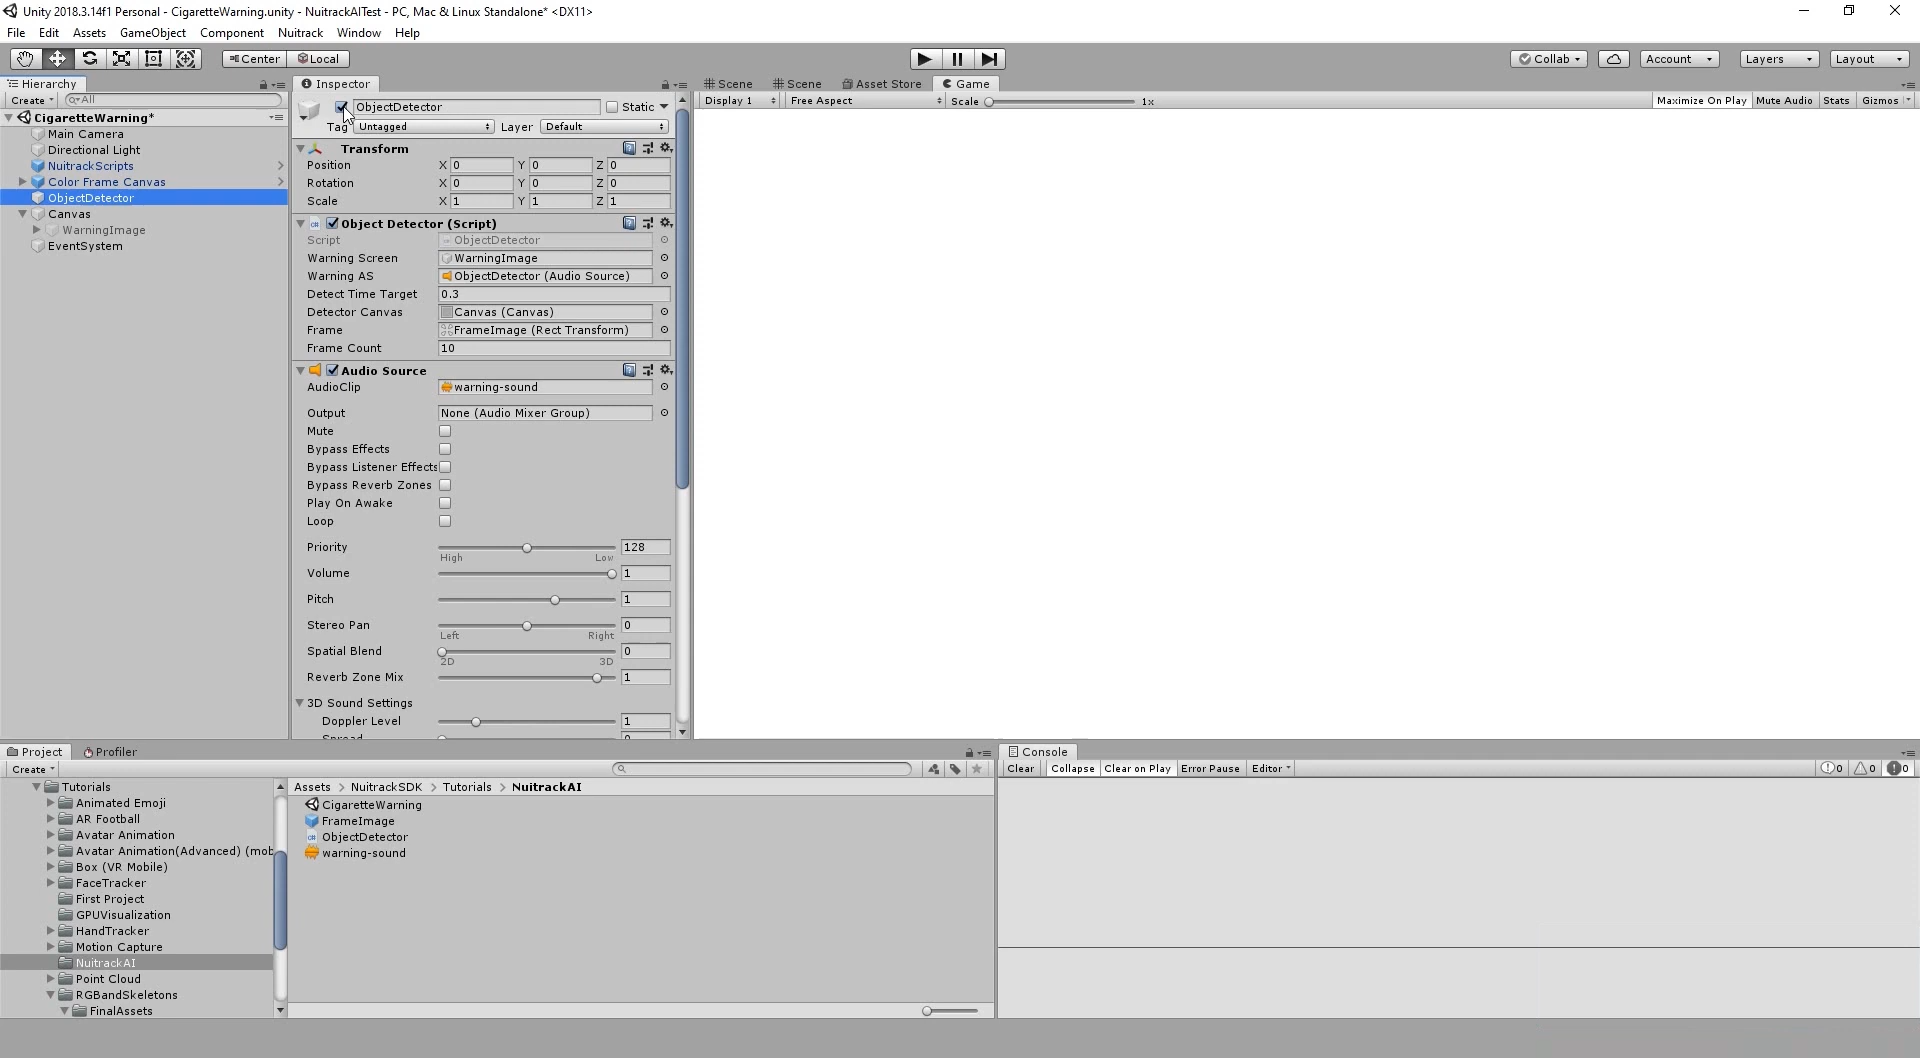 Unity 2018.3.14f1 Personal - CigaretteWarning.unity - NuitrackAITest - PC, Mac & Linux Standalone* <DX11>
File Edit Assets GameObject Component Nuitrack Window Help
Center Local Collab Account Layers Layout
Hierarchy
Create All
CigaretteWarning*
Main Camera
Directional Light
NuitrackScripts
Color Frame Canvas
ObjectDetector
Canvas
WarningImage
EventSystem
Inspector
ObjectDetector Static
Tag Untagged Layer Default
Transform
Position X 0 Y 0 Z 0
Rotation X 0 Y 0 Z 0
Scale X 1 Y 1 Z 1
Object Detector (Script)
Script ObjectDetector
Warning Screen WarningImage
Warning AS ObjectDetector (Audio Source)
Detect Time Target 0.3
Detector Canvas Canvas (Canvas)
Frame FrameImage (Rect Transform)
Frame Count 10
Audio Source
AudioClip warning-sound
Output None (Audio Mixer Group)
Mute
Bypass Effects
Bypass Listener Effects
Bypass Reverb Zones
Play On Awake
Loop
Priority 128
High Low
Volume 1
Pitch 1
Stereo Pan 0
Left Right
Spatial Blend 0
2D 3D
Reverb Zone Mix 1
3D Sound Settings
Doppler Level 1
Scene Scene Asset Store Game
Display 1 Free Aspect Scale 1x Maximize On Play Mute Audio Stats Gizmos
Project Profiler
Create
Tutorials
Animated Emoji
AR Football
Avatar Animation
Avatar Animation(Advanced) (mob
Box (VR Mobile)
FaceTracker
First Project
GPUVisualization
HandTracker
Motion Capture
NuitrackAI
Point Cloud
RGBandSkeletons
FinalAssets
Assets > NuitrackSDK > Tutorials > NuitrackAI
CigaretteWarning
FrameImage
ObjectDetector
warning-sound
Console
Clear Collapse Clear on Play Error Pause Editor 0 0 0